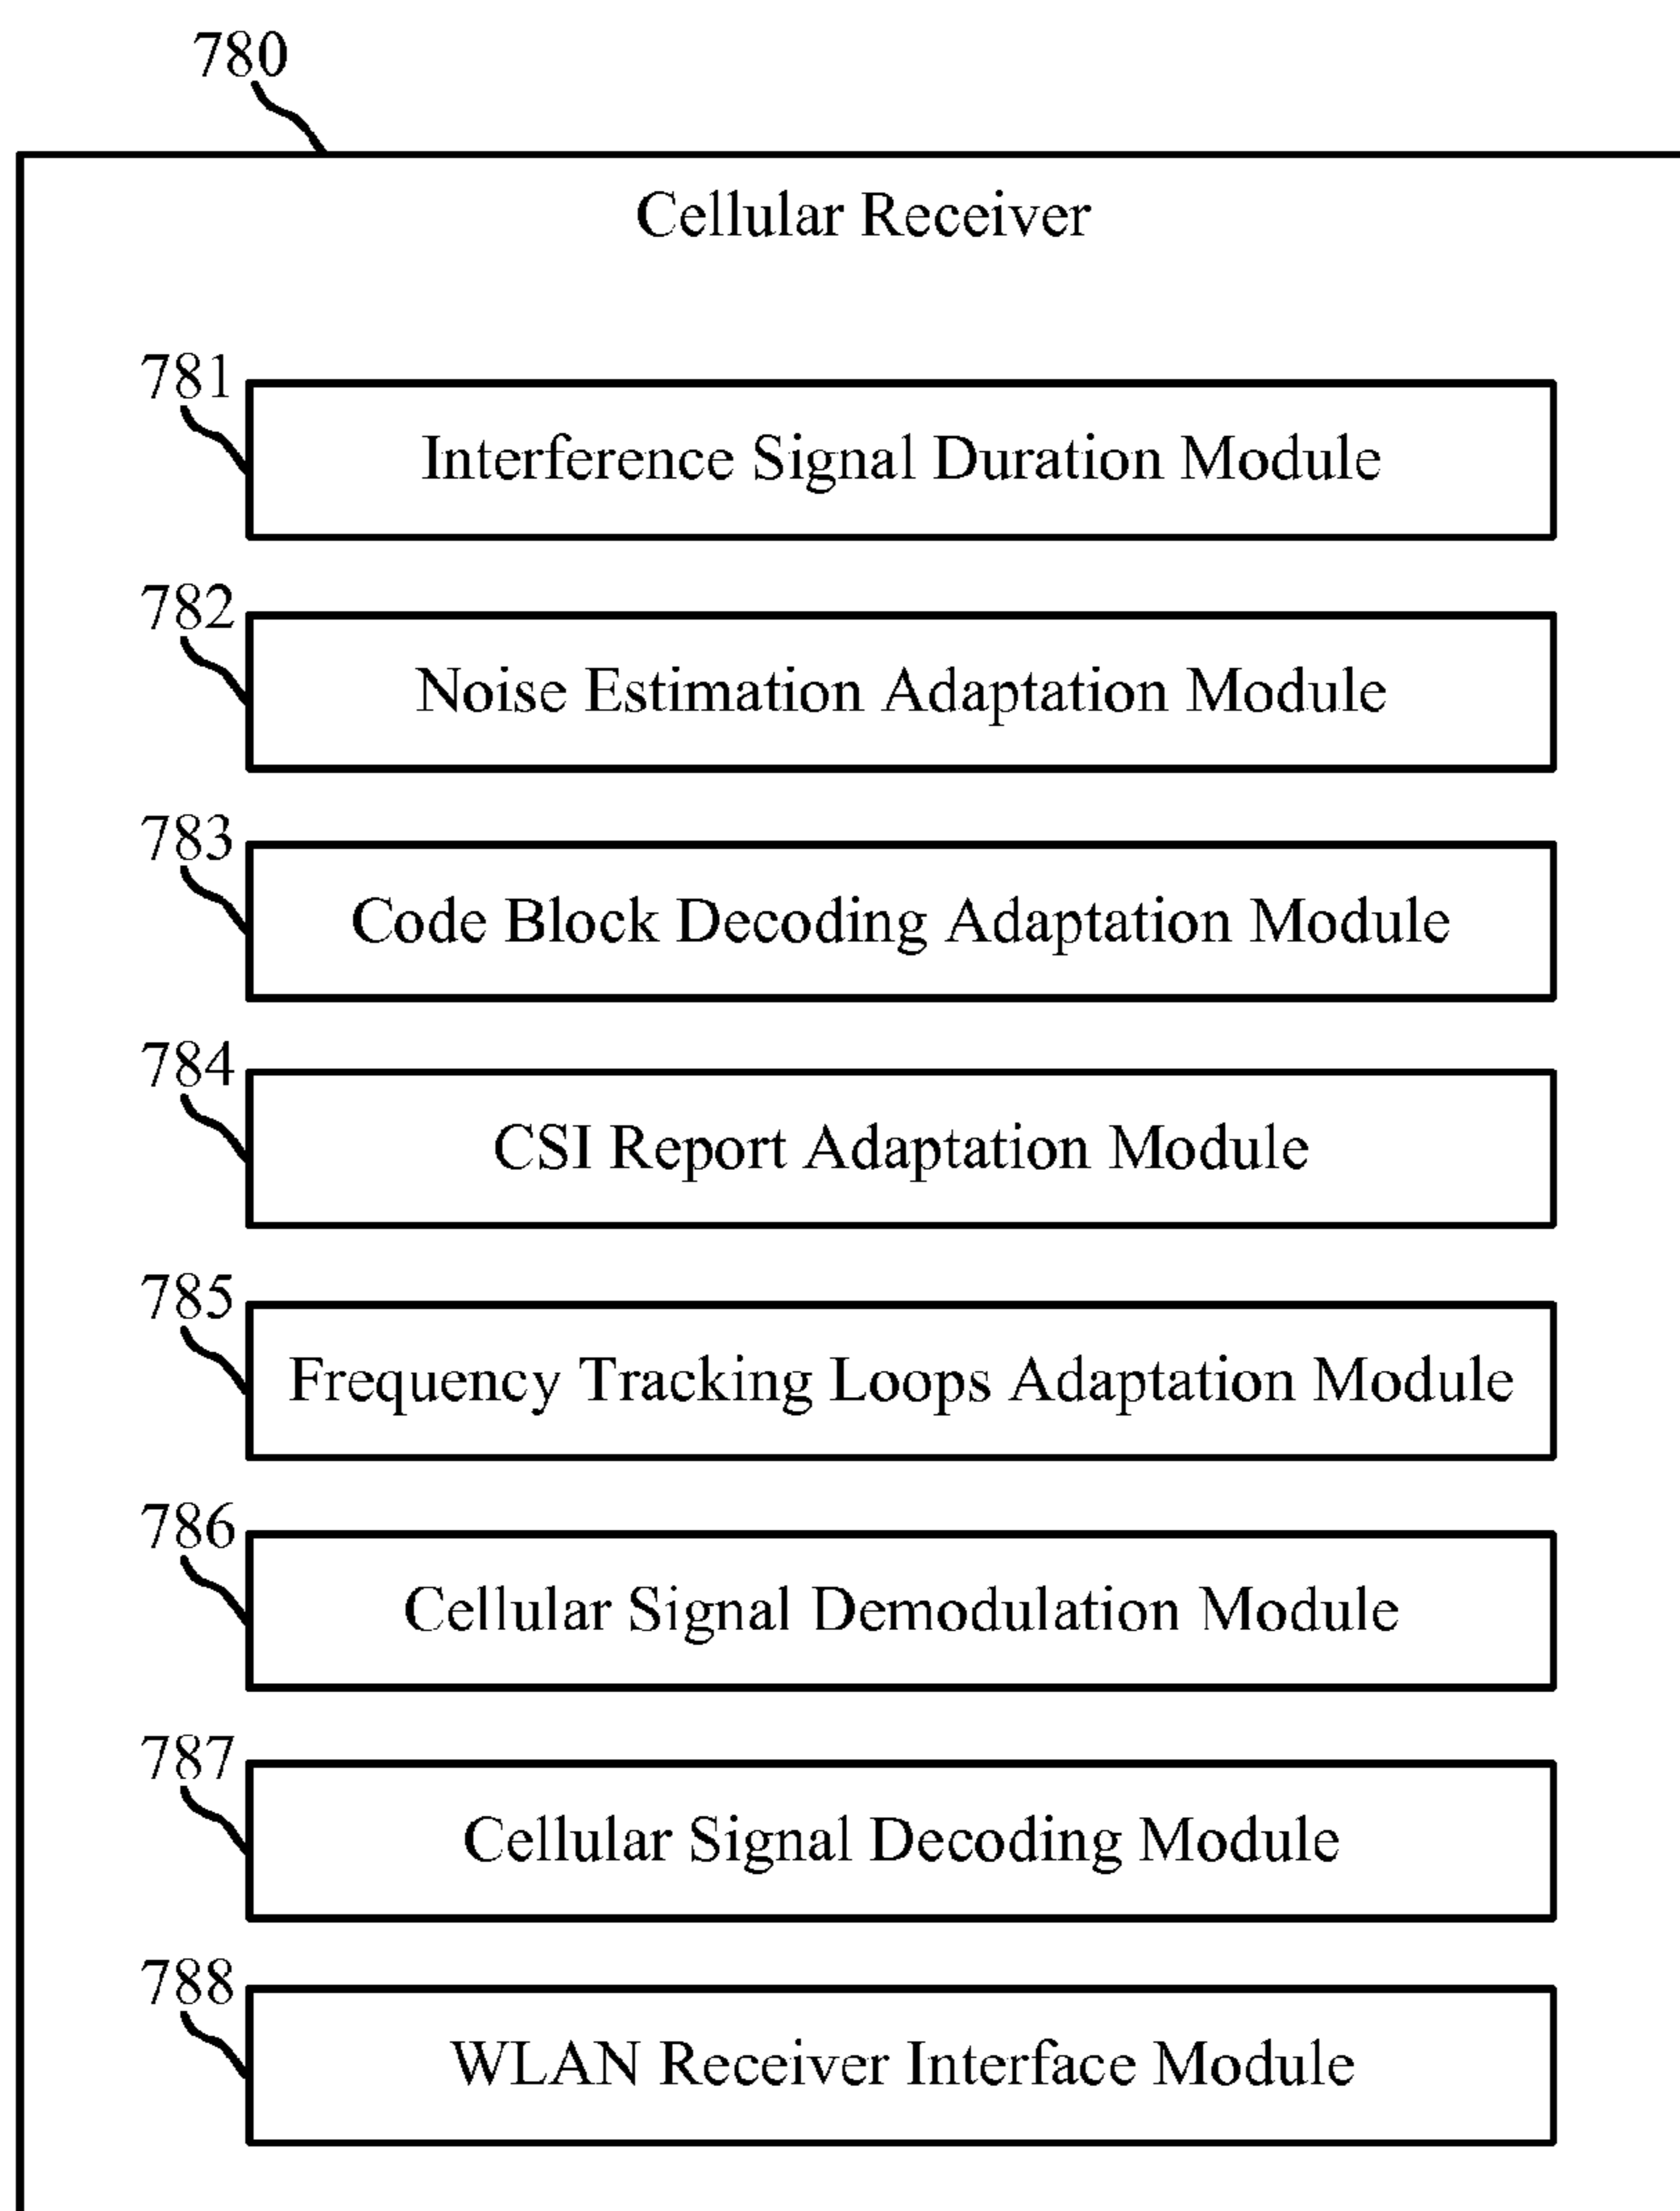 780
Cellular Receiver
781
Interference Signal Duration Module
782
Noise Estimation Adaptation Module
783
Code Block Decoding Adaptation Module
784
CSI Report Adaptation Module
785
Frequency Tracking Loops Adaptation Module
786
Cellular Signal Demodulation Module
787
Cellular Signal Decoding Module
788
WLAN Receiver Interface Module